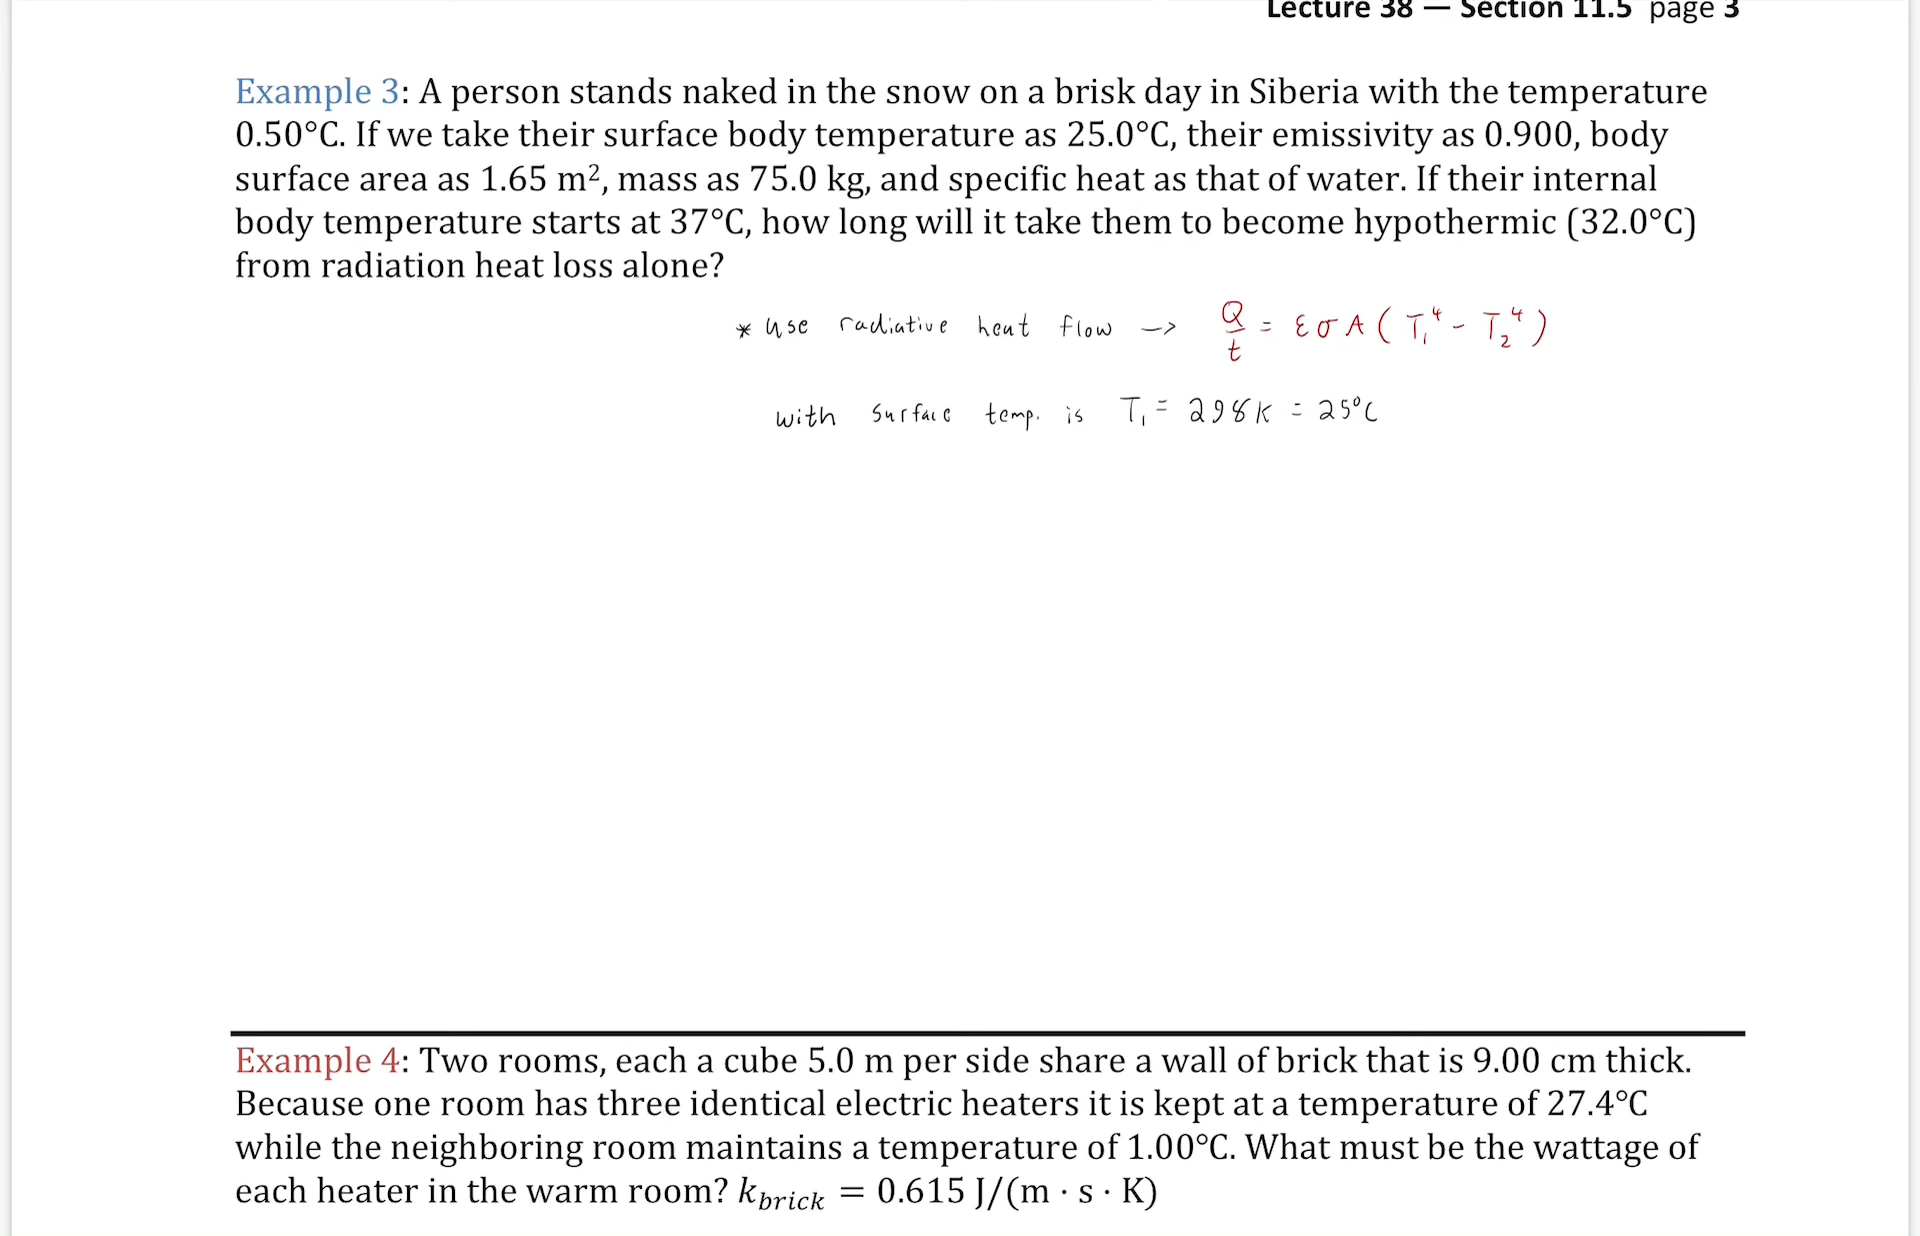 Lecture 38 — Section 11.5 page 3
Example 3: A person stands naked in the snow on a brisk day in Siberia with the temperature
0.50°C. If we take their surface body temperature as 25.0°C, their emissivity as 0.900, body
surface area as 1.65 m², mass as 75.0 kg, and specific heat as that of water. If their internal
body temperature starts at 37°C, how long will it take them to become hypothermic (32.0°C)
from radiation heat loss alone?
* use radiative heat flow → Q/t = εσA(T₁⁴ - T₂⁴)
with surface temp. is T₁ = 298K = 25°C
Example 4: Two rooms, each a cube 5.0 m per side share a wall of brick that is 9.00 cm thick.
Because one room has three identical electric heaters it is kept at a temperature of 27.4°C
while the neighboring room maintains a temperature of 1.00°C. What must be the wattage of
each heater in the warm room? k_brick = 0.615 J/(m · s · K)